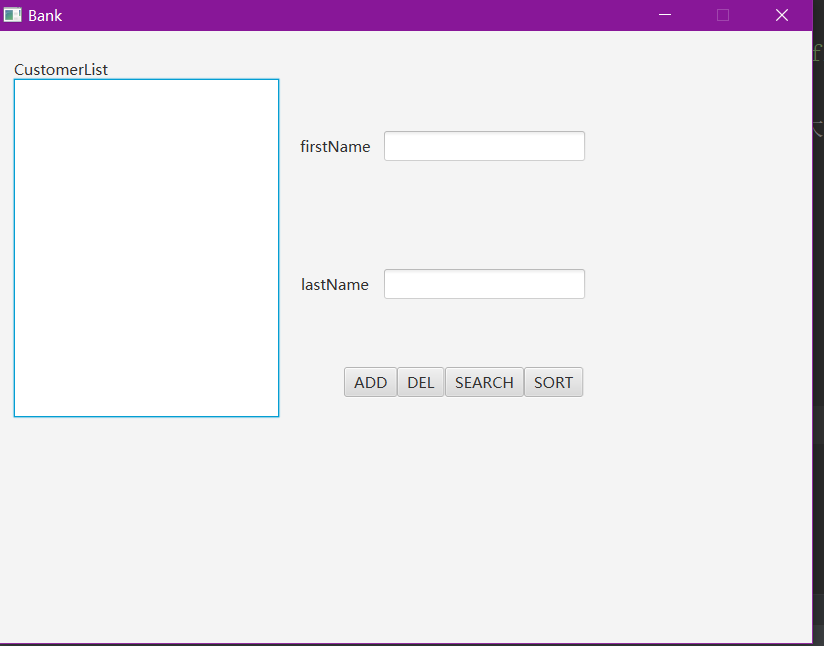 Bank
CustomerList
firstName
lastName
ADD DEL SEARCH SORT